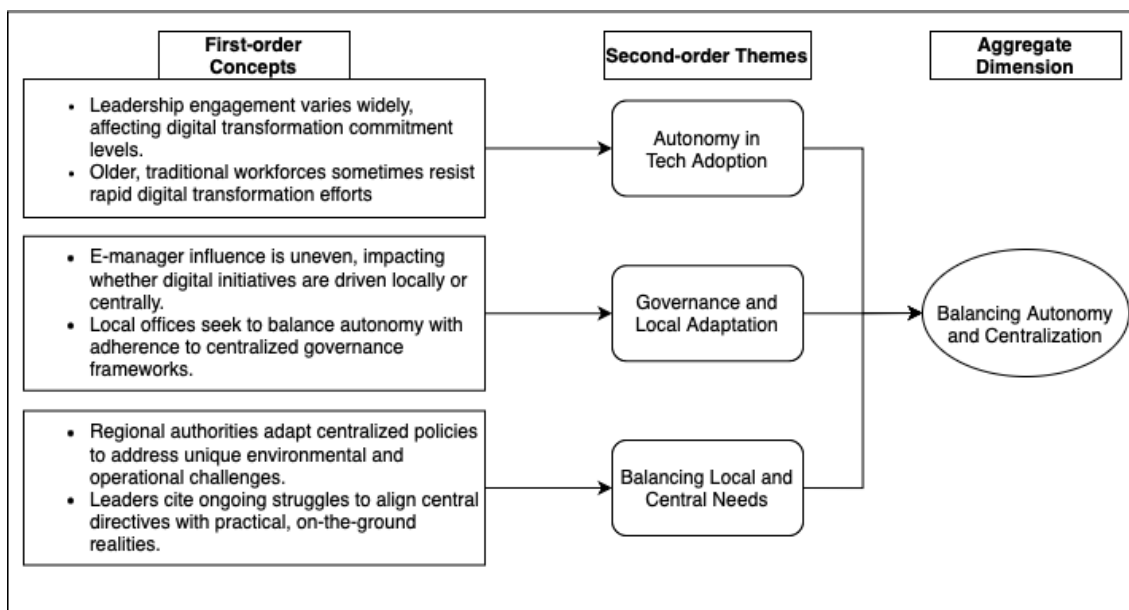 First-order
Concepts
Second-order Themes
Aggregate
Dimension
• Leadership engagement varies widely,
affecting digital transformation commitment
levels.
• Older, traditional workforces sometimes resist
rapid digital transformation efforts
Autonomy in
Tech Adoption
• E-manager influence is uneven, impacting
whether digital initiatives are driven locally or
centrally.
• Local offices seek to balance autonomy with
adherence to centralized governance
frameworks.
Governance and
Local Adaptation
Balancing Autonomy
and Centralization
• Regional authorities adapt centralized policies
to address unique environmental and
operational challenges.
• Leaders cite ongoing struggles to align central
directives with practical, on-the-ground
realities.
Balancing Local and
Central Needs